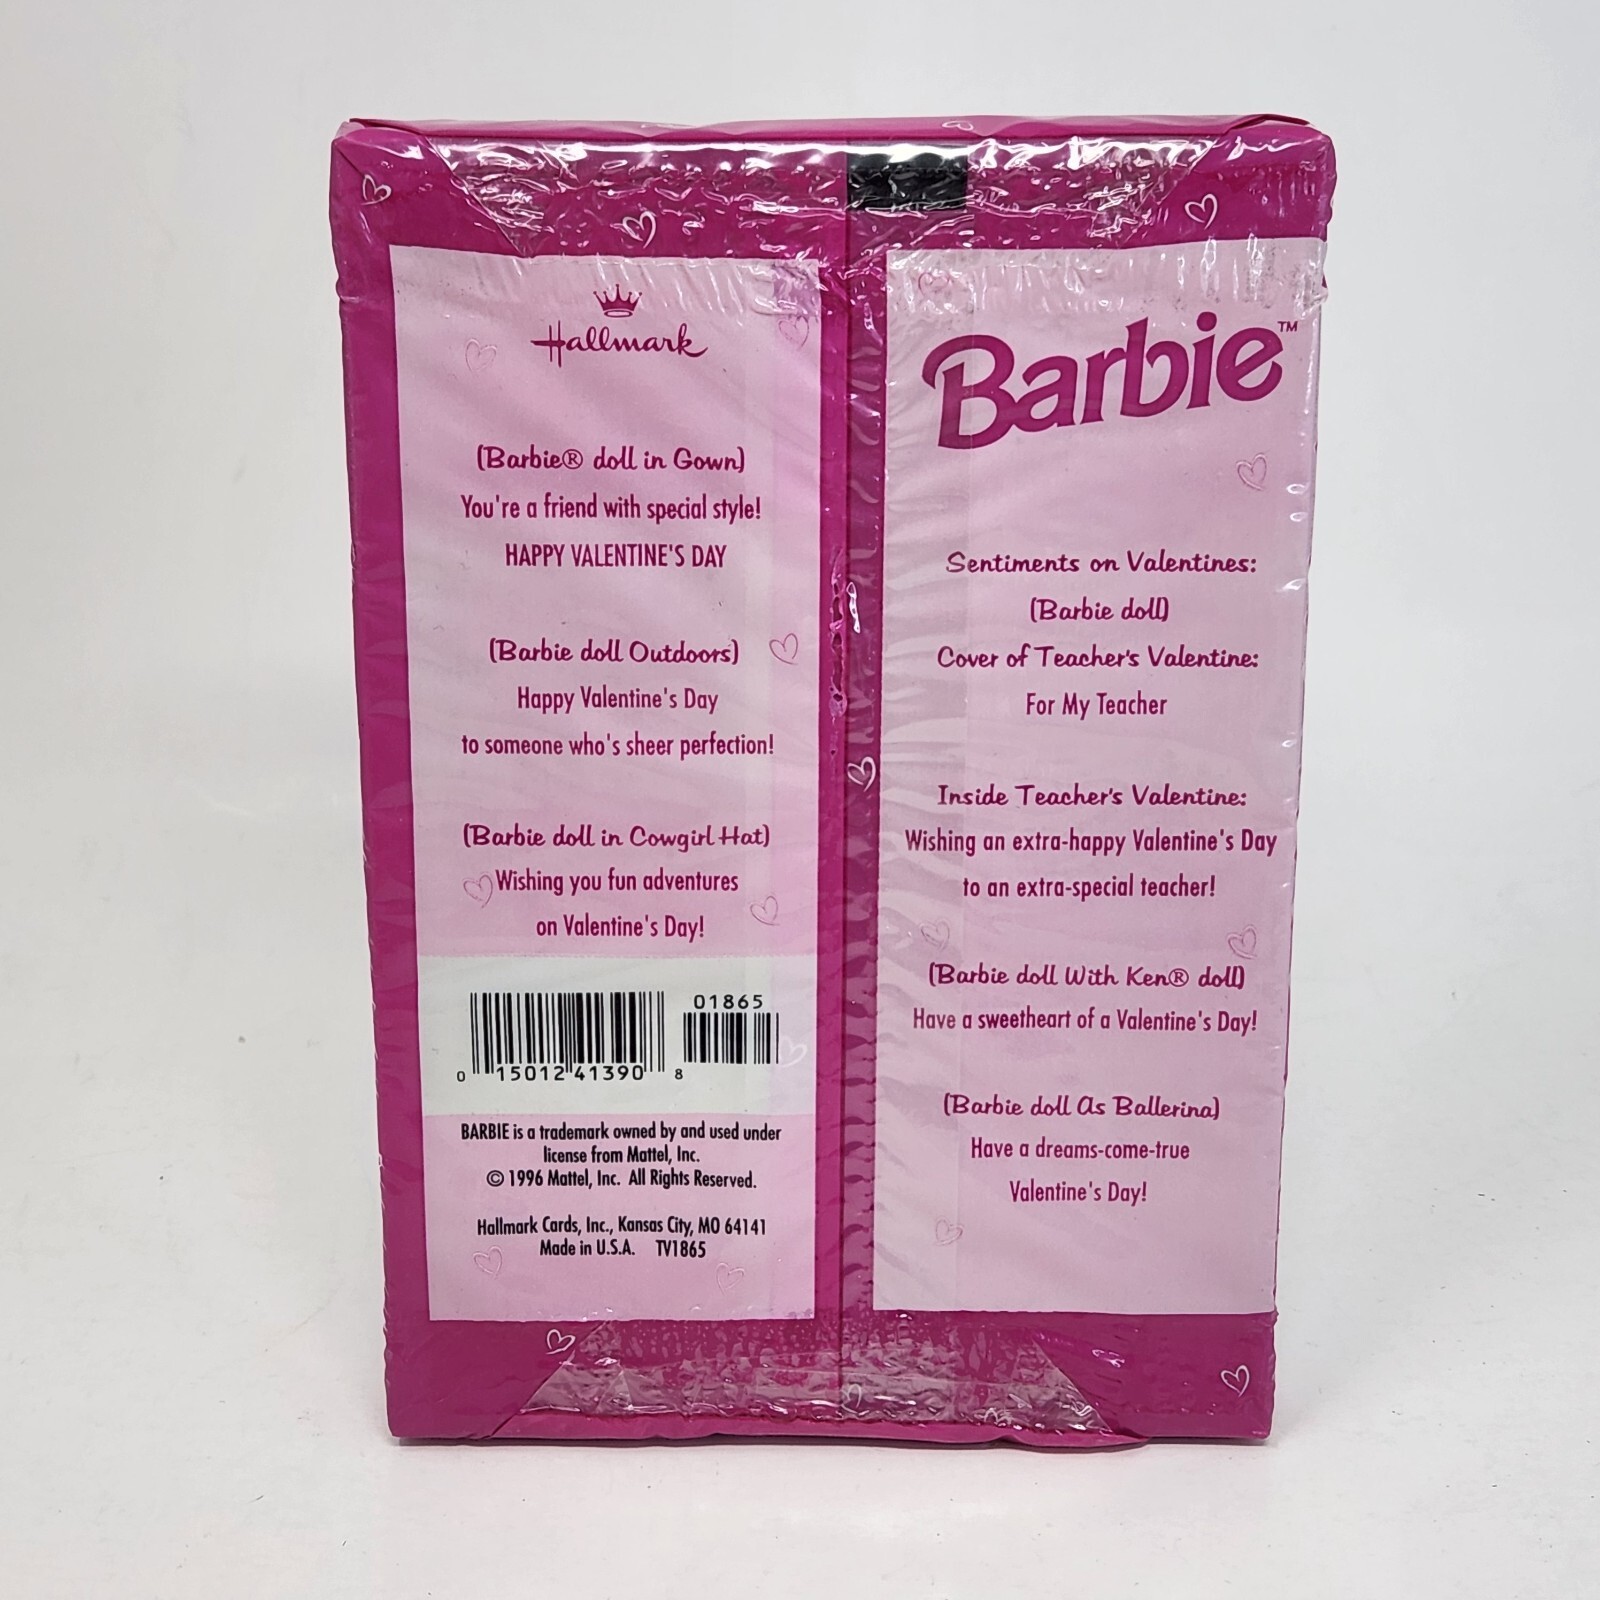 Hallmark
(Barbie® doll in Gown)
You're a friend with special style!
HAPPY VALENTINE'S DAY
(Barbie doll Outdoors)
Happy Valentine's Day
to someone who's sheer perfection!
(Barbie doll in Cowgirl Hat)
Wishing you fun adventures
on Valentine's Day!
01865
0 15012 41390 8
BARBIE is a trademark owned by and used under
license from Mattel, Inc.
© 1996 Mattel, Inc. All Rights Reserved.
Hallmark Cards, Inc., Kansas City, MO 64141
Made in U.S.A. TV1865
Barbie™
Sentiments on Valentines:
(Barbie doll)
Cover of Teacher's Valentine:
For My Teacher
Inside Teacher's Valentine:
Wishing an extra-happy Valentine's Day
to an extra-special teacher!
(Barbie doll With Ken® doll)
Have a sweetheart of a Valentine's Day!
(Barbie doll As Ballerina)
Have a dreams-come-true
Valentine's Day!